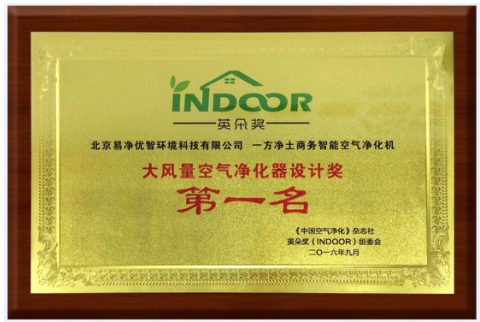 INDOOR
英朵奖
北京易净优智环境科技有限公司 一方净土商务智能空气净化机
大风量空气净化器设计奖
第一名
《中国空气净化》杂志社
英朵奖（INDOOR）组委会
二〇一六年九月